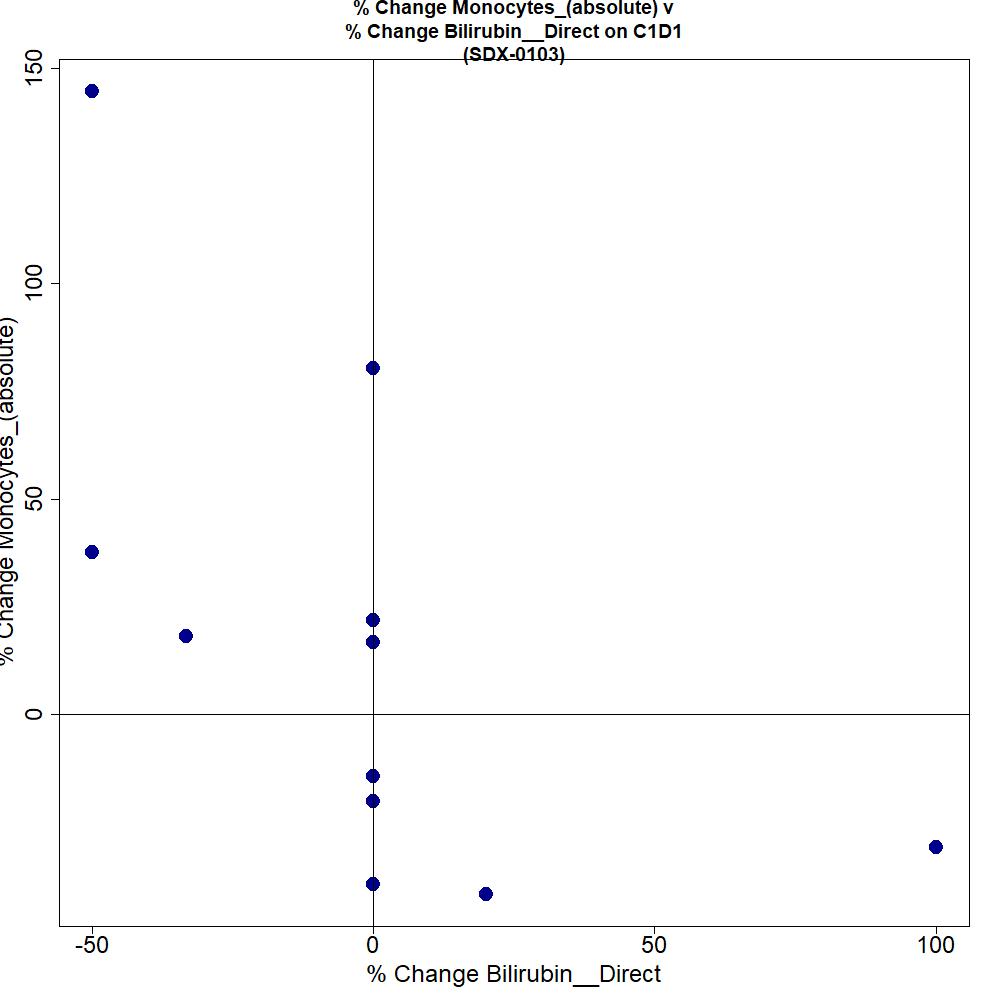 % Change Monocytes_(absolute) v
% Change Bilirubin__Direct on C1D1
(SDX-0103)
150
100
50
0
% Change Monocytes_(absolute)
-50
0
50
100
% Change Bilirubin__Direct